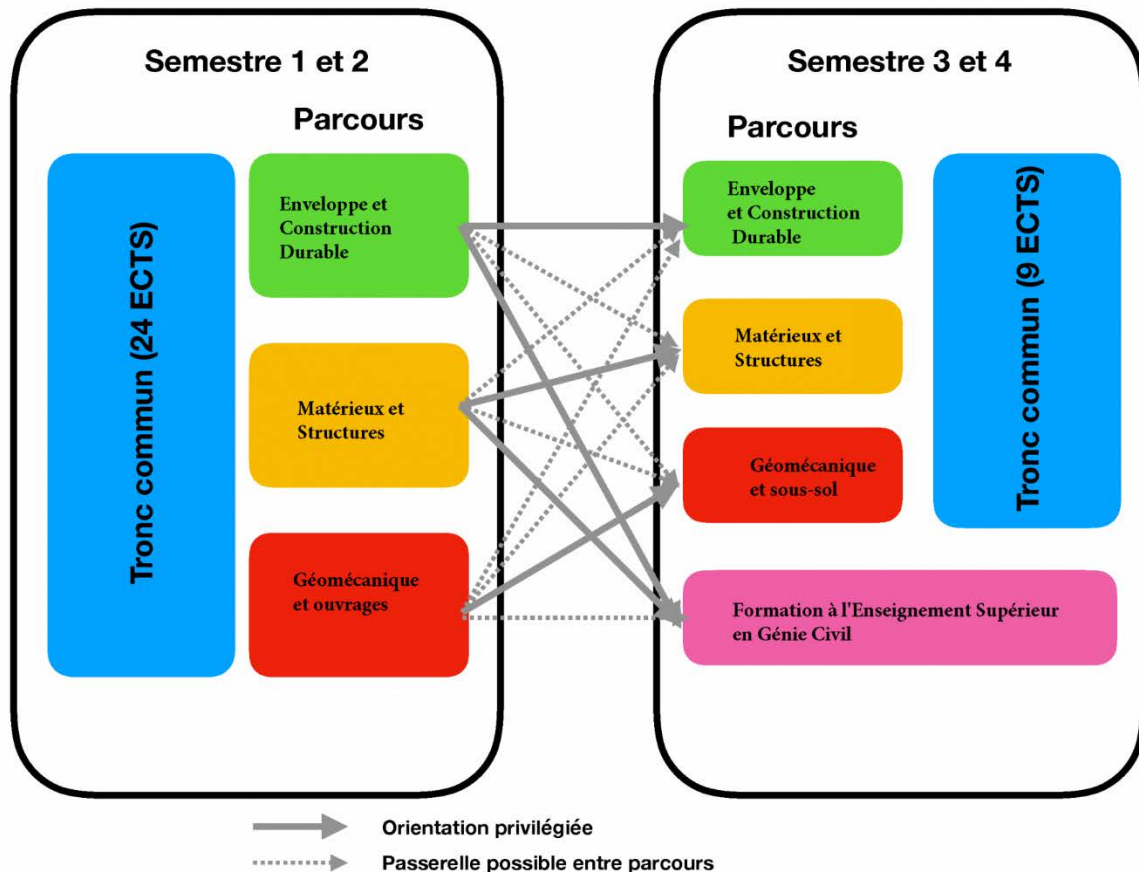 Semestre 1 et 2
Parcours
Tronc commun (24 ECTS)
Enveloppe et
Construction
Durable
Matérieux et
Structures
Géomécanique
et ouvrages
Semestre 3 et 4
Parcours
Enveloppe
et Construction
Durable
Matérieux et
Structures
Géomécanique
et sous-sol
Tronc commun (9 ECTS)
Formation à l'Enseignement Supérieur
en Génie Civil
Orientation privilégiée
Passerelle possible entre parcours